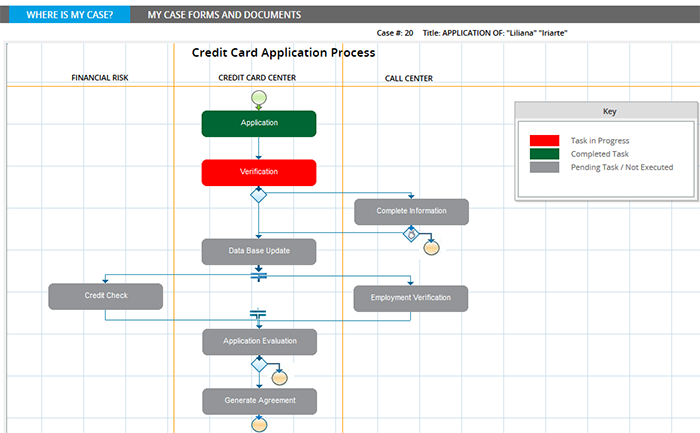 WHERE IS MY CASE? MY CASE FORMS AND DOCUMENTS
Case #: 20 Title: APPLICATION OF: "Liliana" "Iriarte"
Credit Card Application Process
FINANCIAL RISK CREDIT CARD CENTER CALL CENTER
Application
Key
Task in Progress
Completed Task
Pending Task / Not Executed
Verification
Complete Information
Data Base Update
Credit Check
Employment Verification
Application Evaluation
Generate Agreement